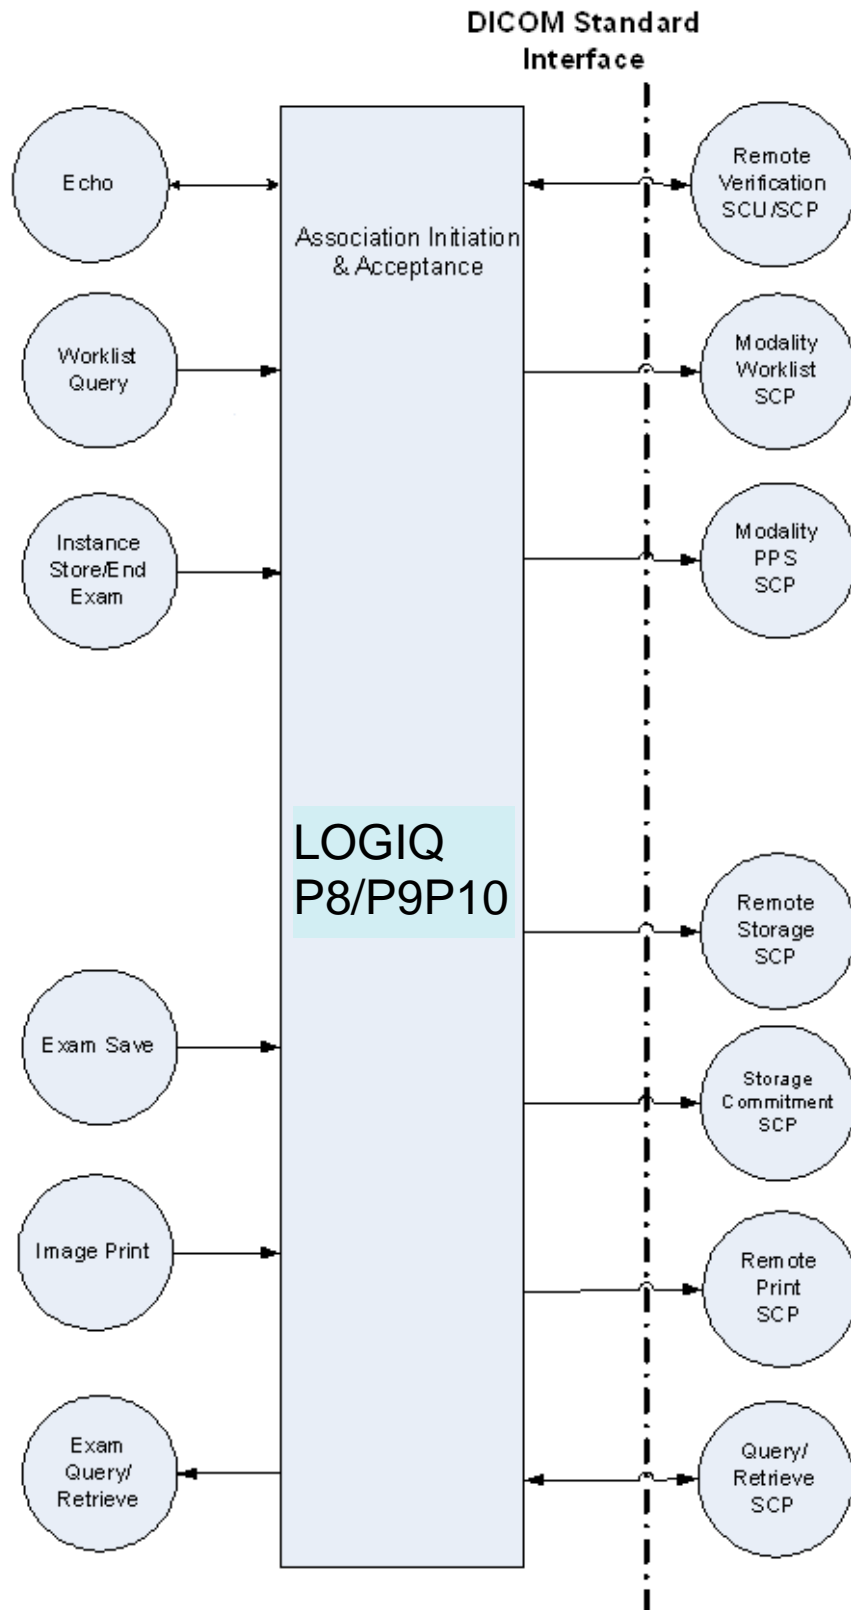 DICOM Standard
Interface
Echo
Association Initiation
& Acceptance
Remote
Verification
SCU/SCP
Worklist
Query
Modality
Worklist
SCP
Instance
Store/End
Exam
Modality
PPS
SCP
LOGIQ
P8/P9P10
Remote
Storage
SCP
Exam Save
Storage
Commitment
SCP
Image Print
Remote
Print
SCP
Exam
Query/
Retrieve
Query/
Retrieve
SCP